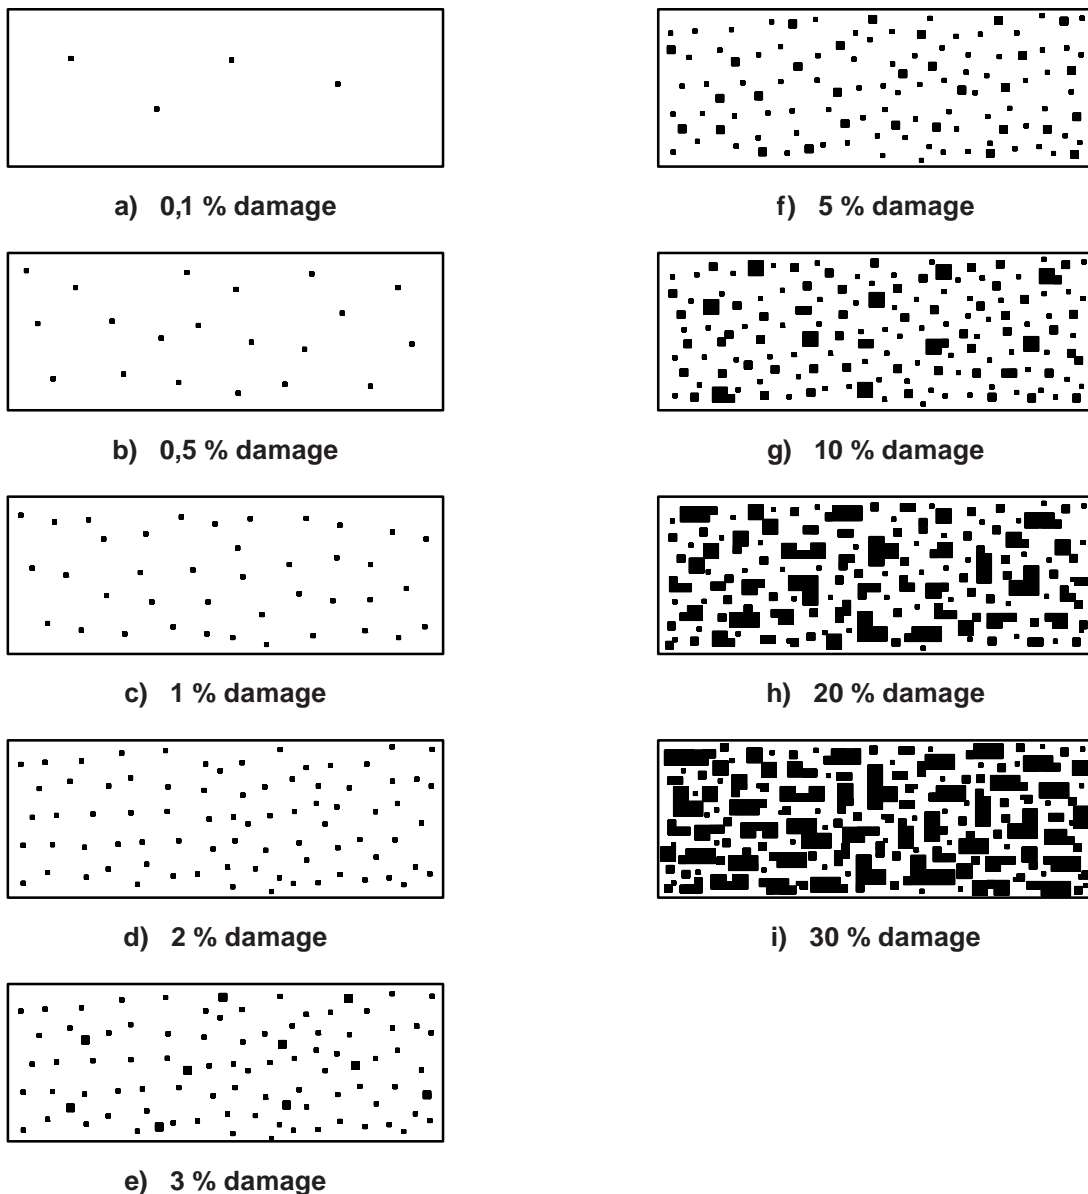 a) 0,1 % damage
b) 0,5 % damage
c) 1 % damage
d) 2 % damage
e) 3 % damage
f) 5 % damage
g) 10 % damage
h) 20 % damage
i) 30 % damage